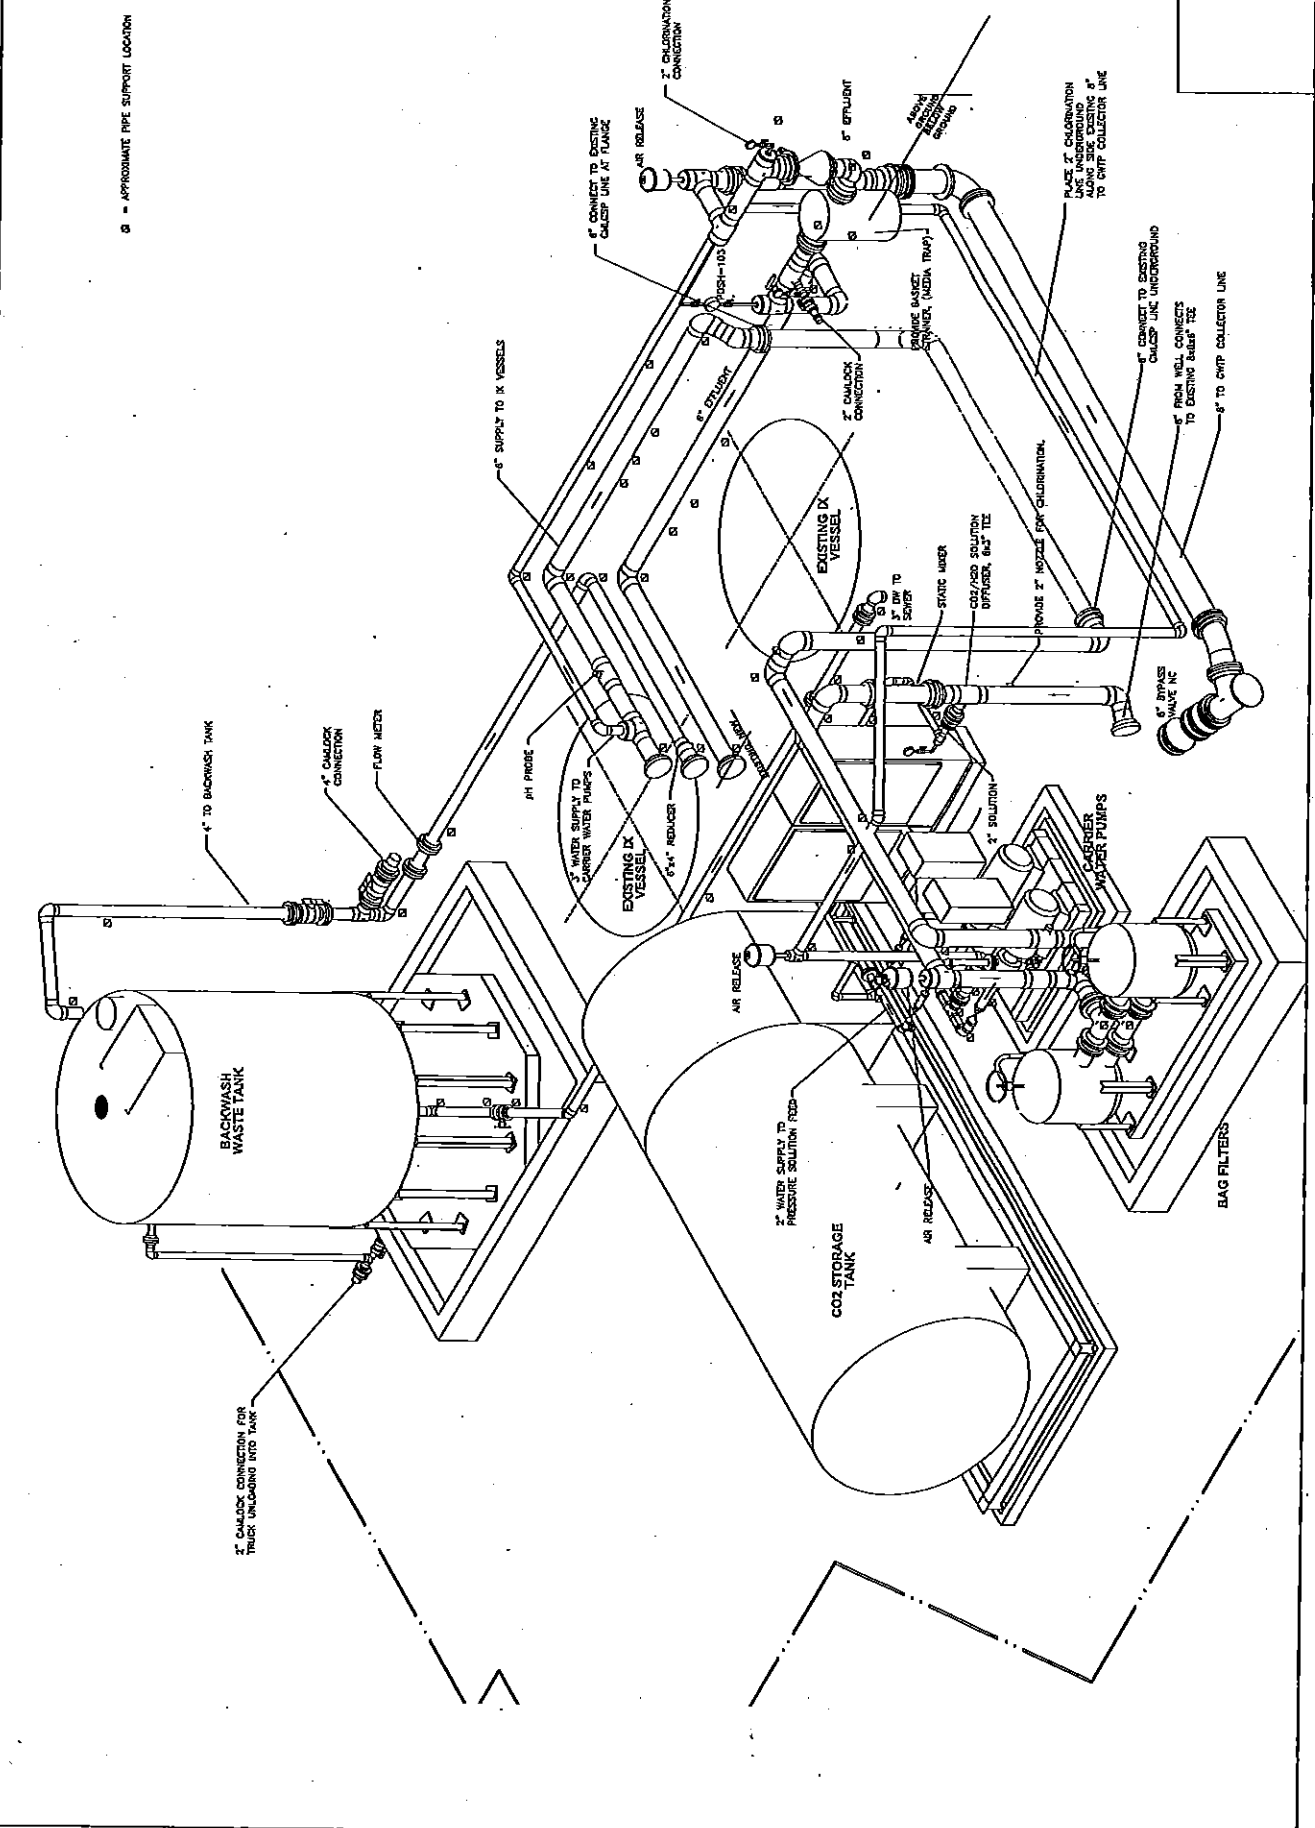 = APPROXIMATE PIPE SUPPORT LOCATION
2" CHLORINATION
CONNECTION
6" CONNECT TO EXISTING
CMLCSP LINE AT FLANGE
AIR RELEASE
6" EFFLUENT
ABOVE
GROUND
BELOW
GROUND
PDSH-103
6" SUPPLY TO IX VESSELS
PLACE 2" CHLORINATION
LINE UNDERGROUND
ALONG SIDE EXISTING 8"
TO CWTP COLLECTOR LINE
PROVIDE BASKET
STRAINER, (MEDIA TRAP)
6" EFFLUENT
2" CAMLOCK
CONNECTION
6" CONNECT TO EXISTING
CMLCSP LINE UNDERGROUND
6" FROM WELL CONNECTS
TO EXISTING 8x8x6" TEE
8" TO CWTP COLLECTOR LINE
EXISTING IX
VESSEL
4" TO BACKWASH TANK
4" CAMLOCK
CONNECTION
FLOW METER
pH PROBE
3" WATER SUPPLY TO
CARRIER WATER PUMPS
EXISTING IX
VESSEL
6"x4" REDUCER
3" DW TO
SEWER
STATIC MIXER
CO2/H2O SOLUTION
DIFFUSER, 6x3" TEE
PROVIDE 2" NOZZLE FOR CHLORINATION.
6" BYPASS
VALVE NC
2" SOLUTION
CARRIER
WATER PUMPS
BACKWASH
WASTE TANK
AIR RELEASE
2" WATER SUPPLY TO
PRESSURE SOLUTION FEED
AIR RELEASE
CO2 STORAGE
TANK
BAG FILTERS
2" CAMLOCK CONNECTION FOR
TRUCK UNLOADING INTO TANK